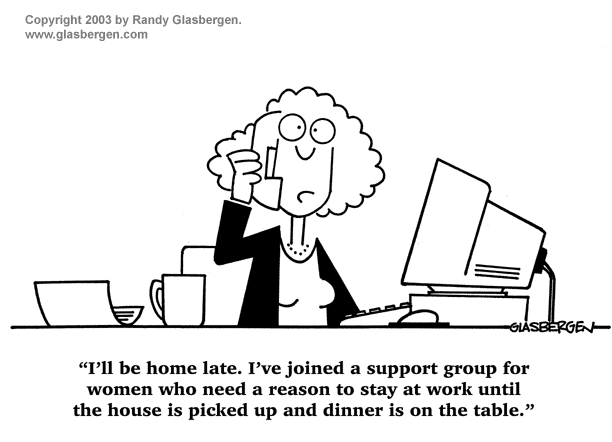 Copyright 2003 by Randy Glasbergen.
www.glasbergen.com
GLASBERGEN
“I’ll be home late. I’ve joined a support group for
women who need a reason to stay at work until
the house is picked up and dinner is on the table.”